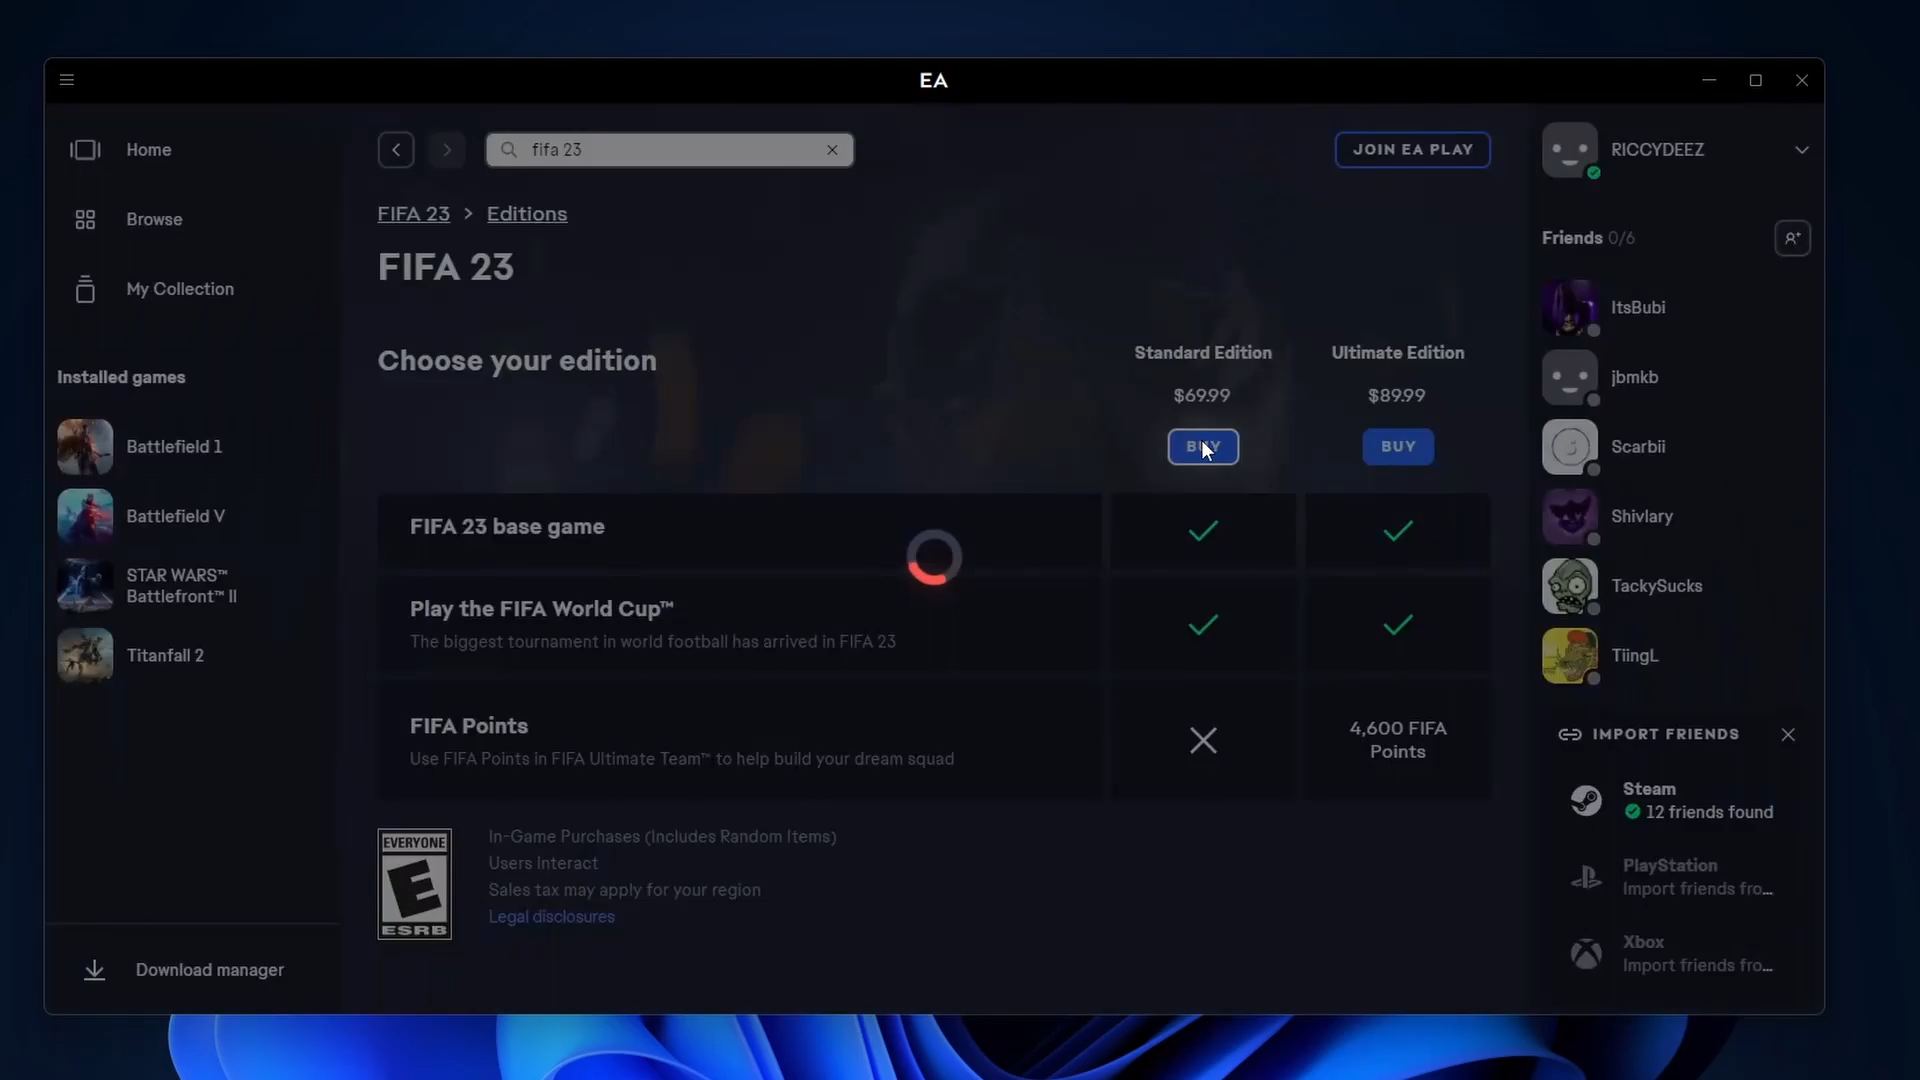 EA
Home
Browse
My Collection
Installed games
Battlefield 1
Battlefield V
STAR WARS™
Battlefront™ II
Titanfall 2
Download manager
fifa 23
JOIN EA PLAY
FIFA 23 > Editions
FIFA 23
Choose your edition
Standard Edition
$69.99
BUY
Ultimate Edition
$89.99
BUY
FIFA 23 base game
Play the FIFA World Cup™
The biggest tournament in world football has arrived in FIFA 23
FIFA Points
Use FIFA Points in FIFA Ultimate Team™ to help build your dream squad
4,600 FIFA
Points
EVERYONE
E
ESRB
In-Game Purchases (Includes Random Items)
Users Interact
Sales tax may apply for your region
Legal disclosures
RICCYDEEZ
Friends 0/6
ItsBubi
jbmkb
Scarbii
Shivlary
TackySucks
TiingL
IMPORT FRIENDS
Steam
12 friends found
PlayStation
Import friends fro...
Xbox
Import friends fro...